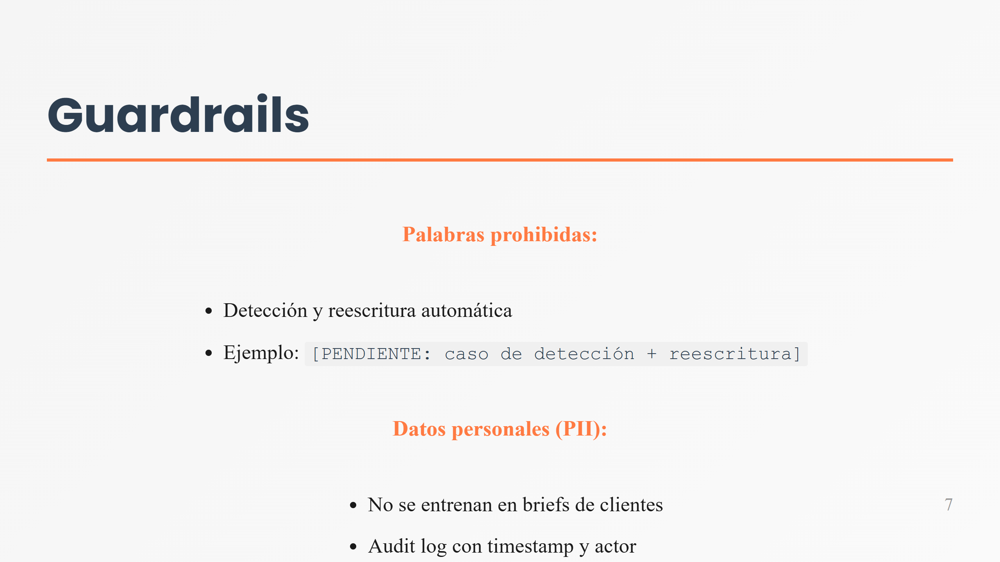 Guardrails
Palabras prohibidas:
• Detección y reescritura automática
• Ejemplo: [PENDIENTE: caso de detección + reescritura]
Datos personales (PII):
• No se entrenan en briefs de clientes
7
• Audit log con timestamp y actor